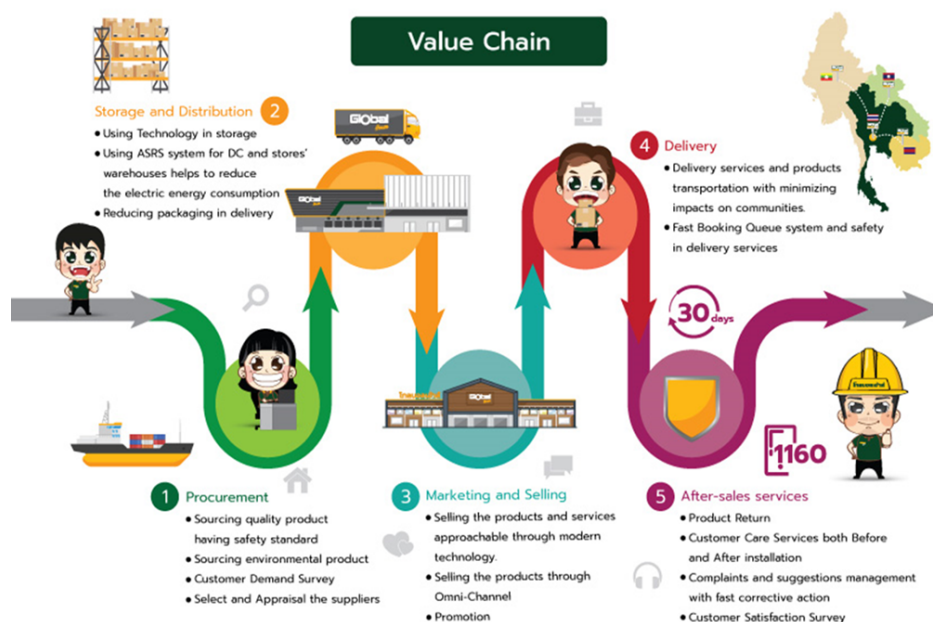 Value Chain
Storage and Distribution 2
• Using Technology in storage
• Using ASRS system for DC and stores’
warehouses helps to reduce
the electric energy consumption
• Reducing packaging in delivery
Global
House
Global
4 Delivery
• Delivery services and products
transportation with minimizing
impacts on communities.
• Fast Booking Queue system and safety
in delivery services
30 days
Global
1160
1 Procurement
• Sourcing quality product
having safety standard
• Sourcing environmental product
• Customer Demand Survey
• Select and Appraisal the suppliers
3 Marketing and Selling
• Selling the products and services
approachable through modern
technology.
• Selling the products through
Omni-Channel
• Promotion
5 After-sales services
• Product Return
• Customer Care Services both Before
and After installation
• Complaints and suggestions management
with fast corrective action
• Customer Satisfaction Survey